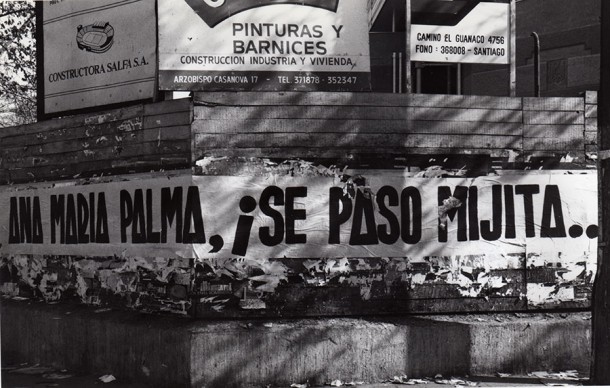 CONSTRUCTORA SALFA S.A.
PINTURAS Y
BARNICES
CONSTRUCCION INDUSTRIA Y VIVIENDA
ARZOBISPO CASANOVA 17 - TEL 371878 - 352347
CAMINO EL GUANACO 4756
FONO : 368008 - SANTIAGO
ANA MARIA PALMA, ¡SE PASO MIJITA..